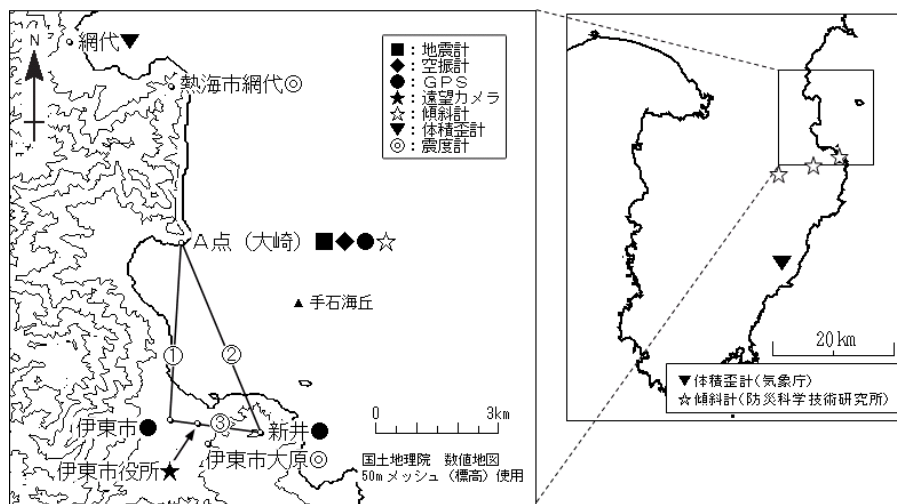 N
網代▼
熱海市網代◎
■：地震計
◆：空振計
●：GPS
★：遠望カメラ
☆：傾斜計
▼：体積歪計
◎：震度計
A点（大崎）■◆●☆
▲ 手石海丘
①
②
③
伊東市●
新井●
伊東市大原◎
伊東市役所★
0 3km
国土地理院 数値地図
50mメッシュ（標高）使用
20km
▼体積歪計(気象庁)
☆傾斜計(防災科学技術研究所)